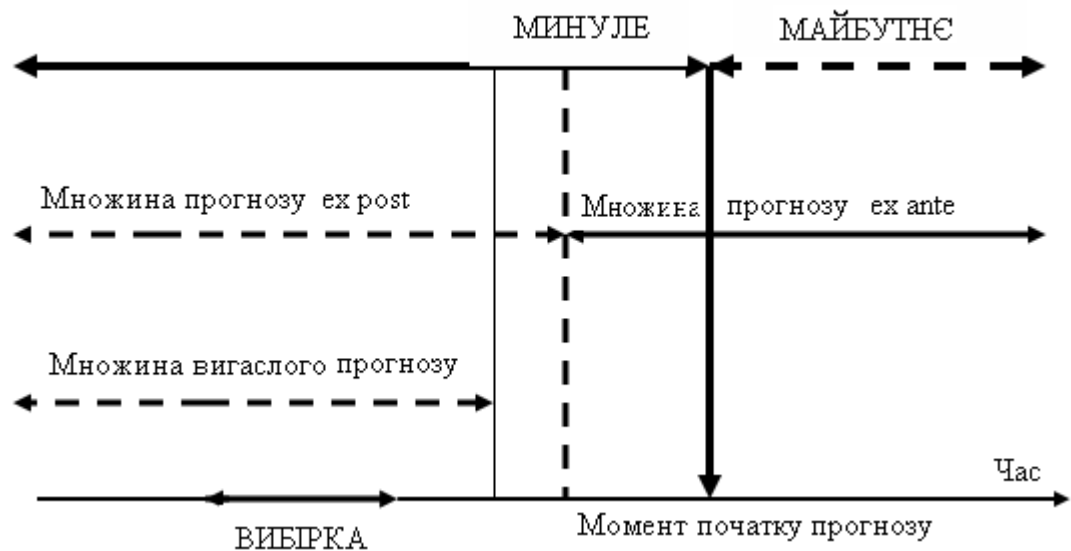 МИНУЛЕ МАЙБУТНЄ
Множина прогнозу ex post
Множина прогнозу ex ante
Множина вигаслого прогнозу
Час
ВИБІРКА
Момент початку прогнозу